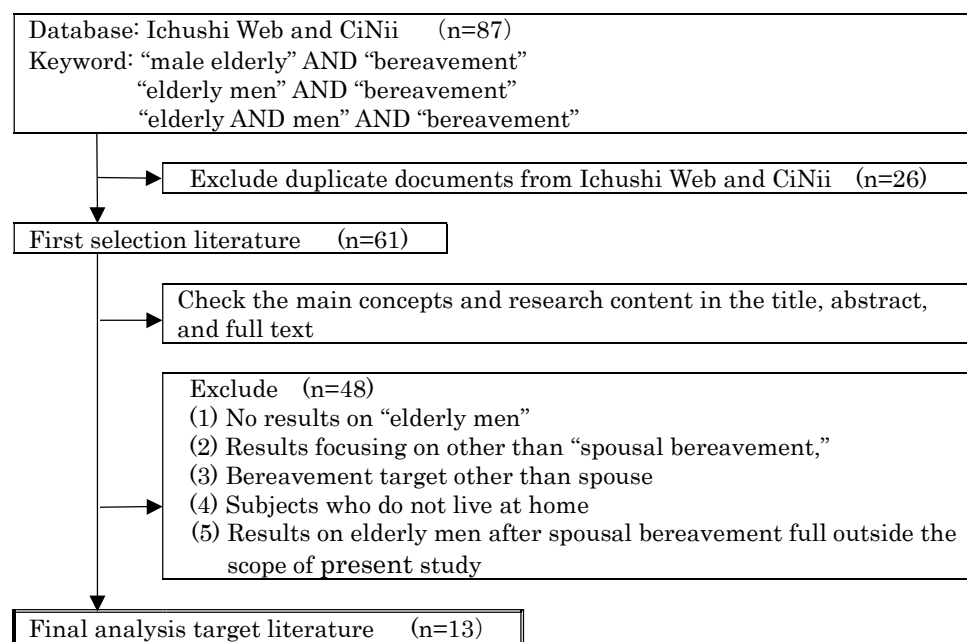 Database: Ichushi Web and CiNii (n=87)
Keyword: “male elderly” AND “bereavement”
“elderly men” AND “bereavement”
“elderly AND men” AND “bereavement”
Exclude duplicate documents from Ichushi Web and CiNii (n=26)
First selection literature (n=61)
Check the main concepts and research content in the title, abstract,
and full text
Exclude (n=48)
(1) No results on “elderly men”
(2) Results focusing on other than “spousal bereavement,”
(3) Bereavement target other than spouse
(4) Subjects who do not live at home
(5) Results on elderly men after spousal bereavement full outside the
scope of present study
Final analysis target literature (n=13)